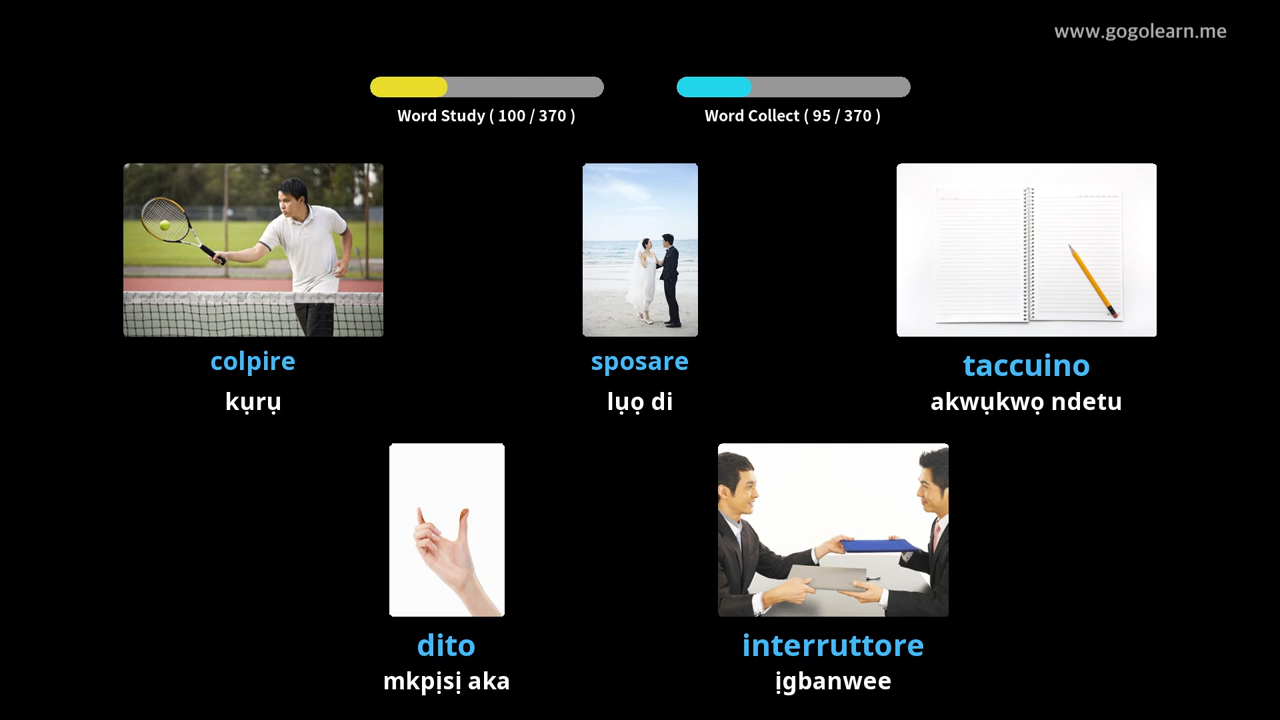 www.gogolearn.me
Word Study ( 100 / 370 )
Word Collect ( 95 / 370 )
colpire
kụrụ
sposare
lụọ di
taccuino
akwụkwọ ndetu
dito
mkpịsị aka
interruttore
ịgbanwee